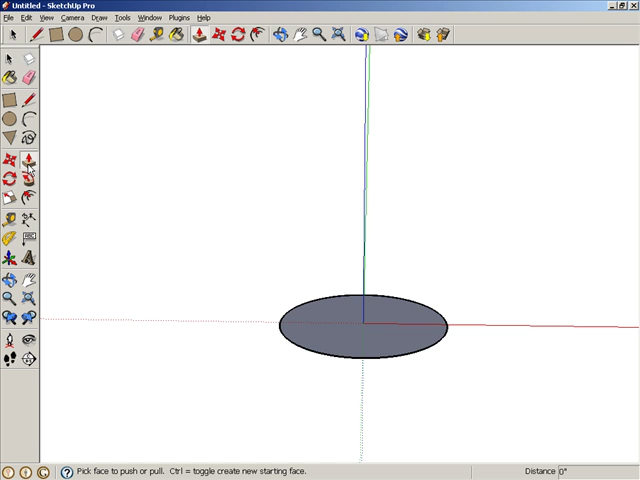 Untitled - SketchUp Pro
File Edit View Camera Draw Tools Window Plugins Help
ABC
Pick face to push or pull. Ctrl = toggle create new starting face. Distance 0"